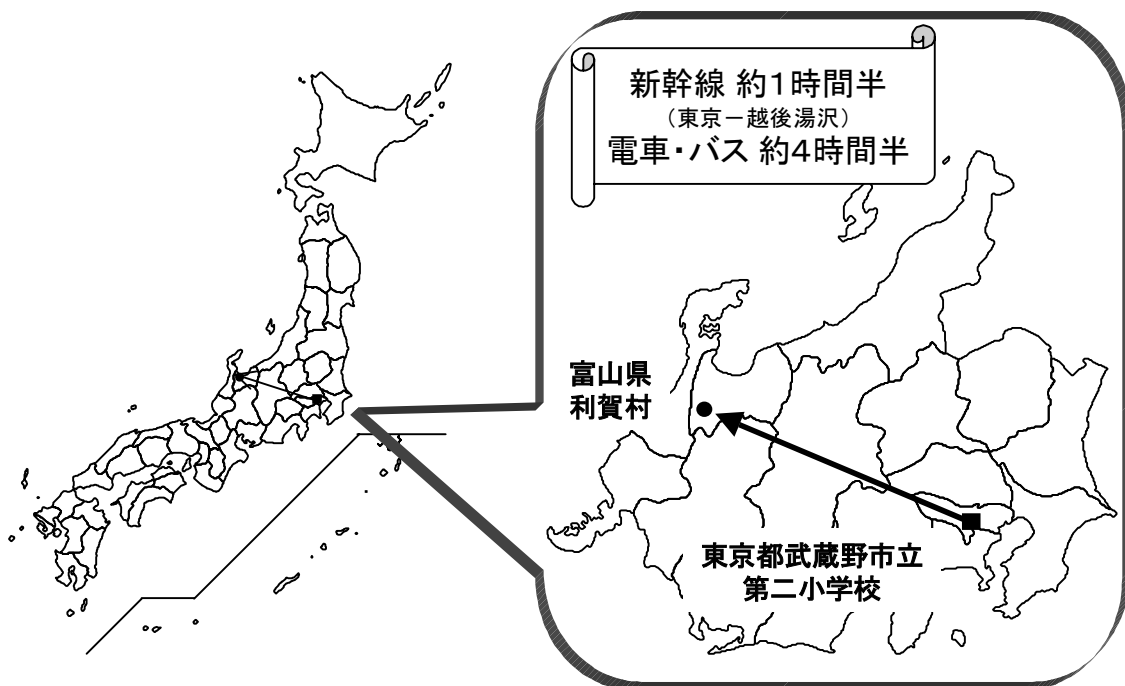 新幹線 約1時間半
（東京－越後湯沢）
電車・バス 約4時間半
富山県
利賀村
東京都武蔵野市立
第二小学校